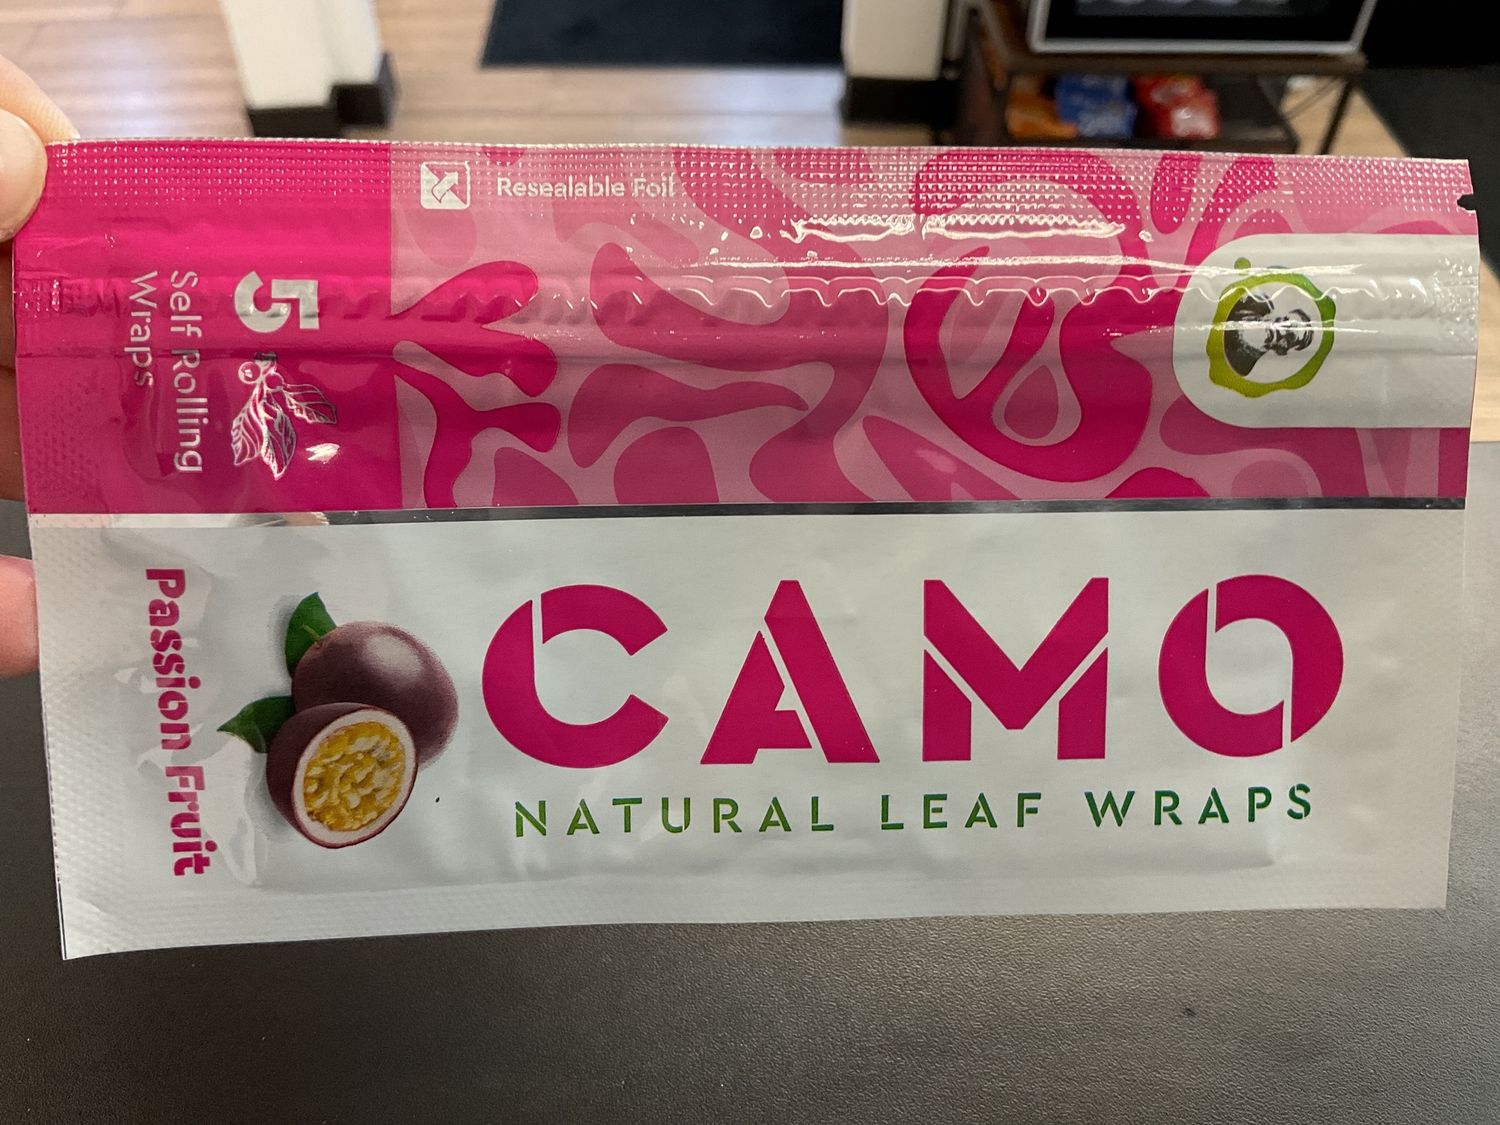 Resealable Foil
5
Self Rolling
Wraps
Passion Fruit
CAMO
NATURAL LEAF WRAPS